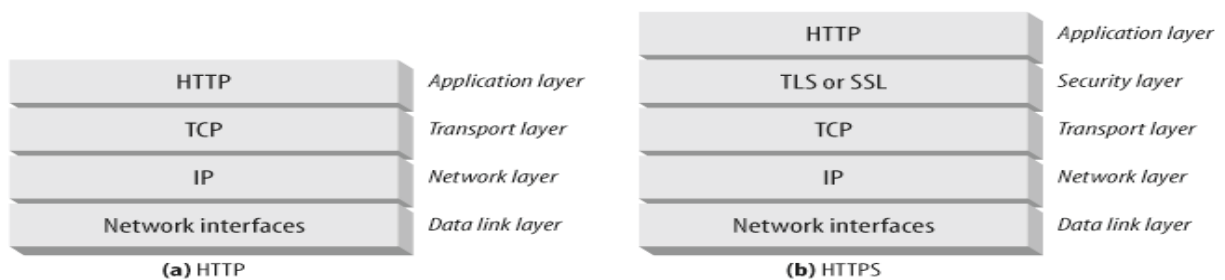 HTTP Application layer
TCP Transport layer
IP Network layer
Network interfaces Data link layer
(a) HTTP
HTTP Application layer
TLS or SSL Security layer
TCP Transport layer
IP Network layer
Network interfaces Data link layer
(b) HTTPS